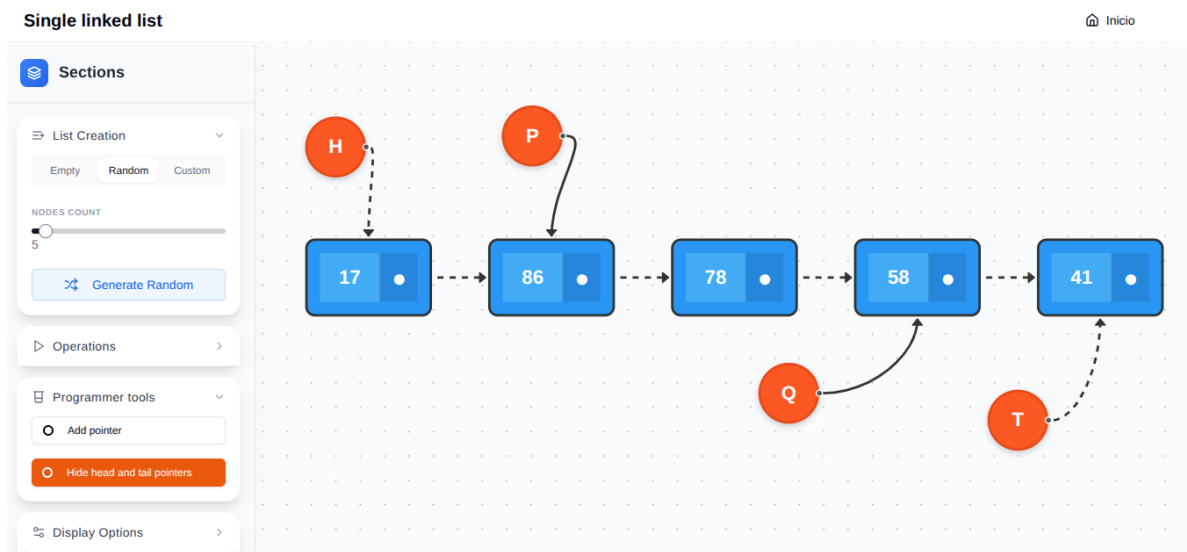 Single linked list
Inicio
Sections
List Creation
Empty Random Custom
NODES COUNT
5
Generate Random
Operations
Programmer tools
Add pointer
Hide head and tail pointers
Display Options
H
P
17 86 78 58 41
Q
T